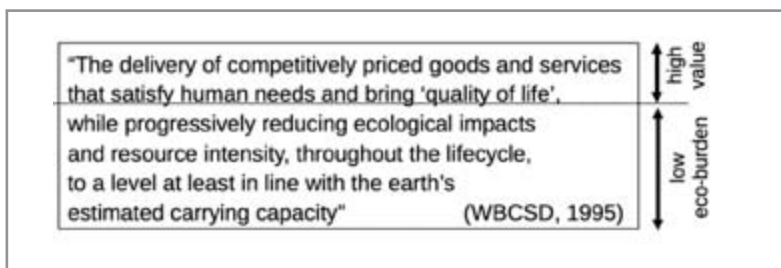 “The delivery of competitively priced goods and services
that satisfy human needs and bring ‘quality of life’,
while progressively reducing ecological impacts
and resource intensity, throughout the lifecycle,
to a level at least in line with the earth's
estimated carrying capacity” (WBCSD, 1995)
high
value
low
eco-burden